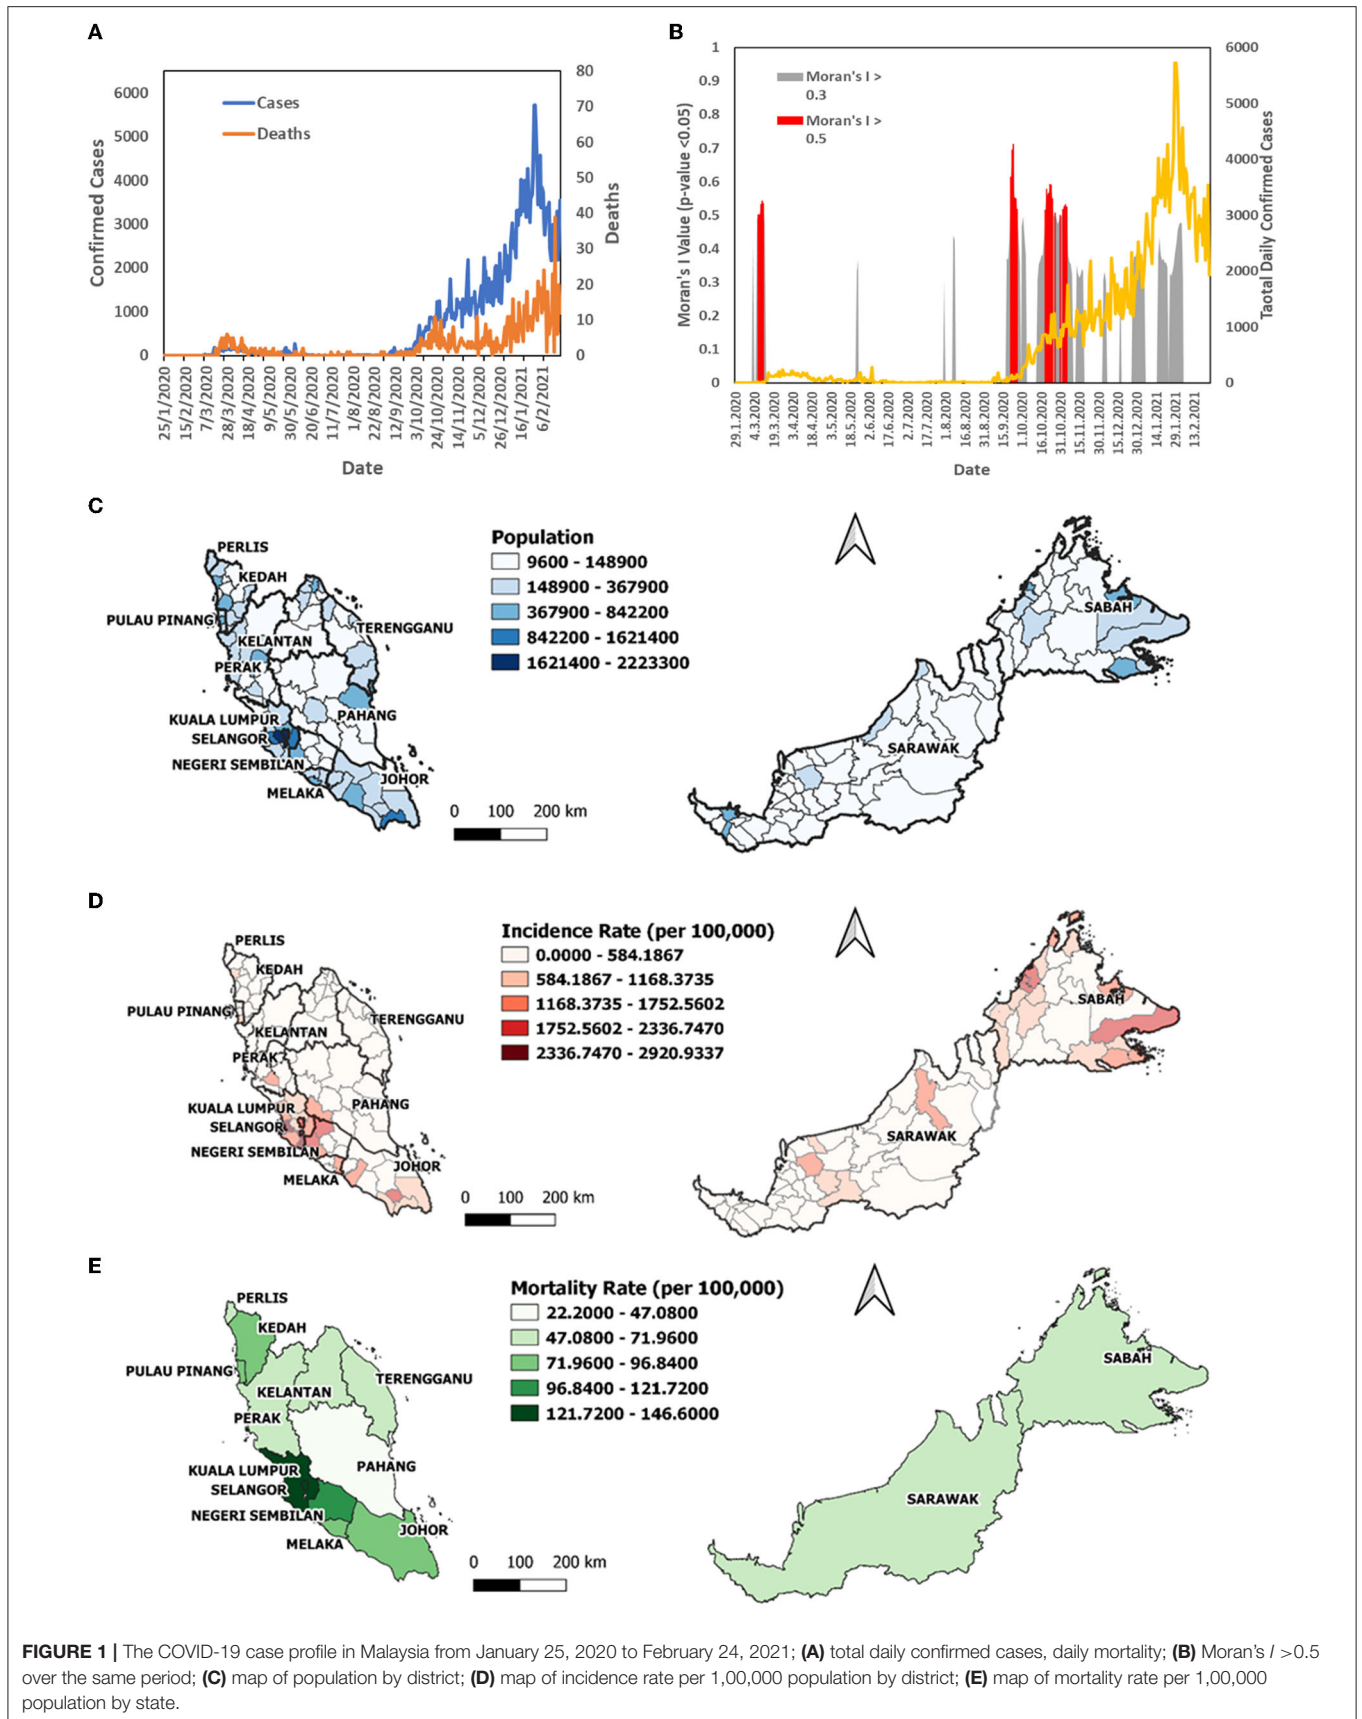 A
6000
5000
4000
3000
2000
1000
0
Confirmed Cases
80
70
60
50
40
30
20
10
0
Deaths
Cases
Deaths
25/1/2020
15/2/2020
7/3/2020
28/3/2020
18/4/2020
9/5/2020
30/5/2020
20/6/2020
11/7/2020
1/8/2020
22/8/2020
12/9/2020
3/10/2020
24/10/2020
14/11/2020
5/12/2020
26/12/2020
16/1/2021
6/2/2021
Date
B
1
0.9
0.8
0.7
0.6
0.5
0.4
0.3
0.2
0.1
0
Moran's I Value (p-value <0.05)
6000
5000
4000
3000
2000
1000
0
Taotal Daily Confirmed Cases
Moran's I >
0.3
Moran's I >
0.5
29.1.2020
4.3.2020
19.3.2020
3.4.2020
18.4.2020
3.5.2020
18.5.2020
2.6.2020
17.6.2020
2.7.2020
17.7.2020
1.8.2020
16.8.2020
31.8.2020
15.9.2020
1.10.2020
16.10.2020
31.10.2020
15.11.2020
30.11.2020
15.12.2020
30.12.2020
14.1.2021
29.1.2021
13.2.2021
Date
C
PERLIS
KEDAH
PULAU PINANG
KELANTAN
TERENGGANU
PERAK
KUALA LUMPUR
PAHANG
SELANGOR
NEGERI SEMBILAN
JOHOR
MELAKA
Population
9600 - 148900
148900 - 367900
367900 - 842200
842200 - 1621400
1621400 - 2223300
0 100 200 km
SABAH
SARAWAK
D
PERLIS
KEDAH
PULAU PINANG
KELANTAN
TERENGGANU
PERAK
KUALA LUMPUR
PAHANG
SELANGOR
NEGERI SEMBILAN
JOHOR
MELAKA
Incidence Rate (per 100,000)
0.0000 - 584.1867
584.1867 - 1168.3735
1168.3735 - 1752.5602
1752.5602 - 2336.7470
2336.7470 - 2920.9337
0 100 200 km
SABAH
SARAWAK
E
PERLIS
KEDAH
PULAU PINANG
KELANTAN
TERENGGANU
PERAK
KUALA LUMPUR
PAHANG
SELANGOR
NEGERI SEMBILAN
JOHOR
MELAKA
Mortality Rate (per 100,000)
22.2000 - 47.0800
47.0800 - 71.9600
71.9600 - 96.8400
96.8400 - 121.7200
121.7200 - 146.6000
0 100 200 km
SABAH
SARAWAK
FIGURE 1 | The COVID-19 case profile in Malaysia from January 25, 2020 to February 24, 2021; (A) total daily confirmed cases, daily mortality; (B) Moran's I >0.5
over the same period; (C) map of population by district; (D) map of incidence rate per 1,00,000 population by district; (E) map of mortality rate per 1,00,000
population by state.